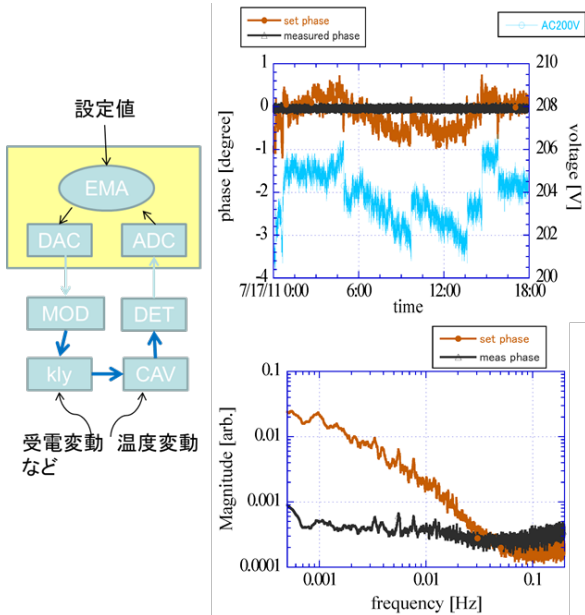 設定値
EMA
DAC
ADC
MOD
DET
kly
CAV
受電変動
など
温度変動
set phase
measured phase
AC200V
phase [degree]
1
0
-1
-2
-3
-4
210
208
206
204
202
200
voltage [V]
7/17/11 0:00
6:00
12:00
18:00
time
set phase
meas phase
Magnitude [arb.]
0.1
0.01
0.001
0.0001
0.001
0.01
0.1
frequency [Hz]